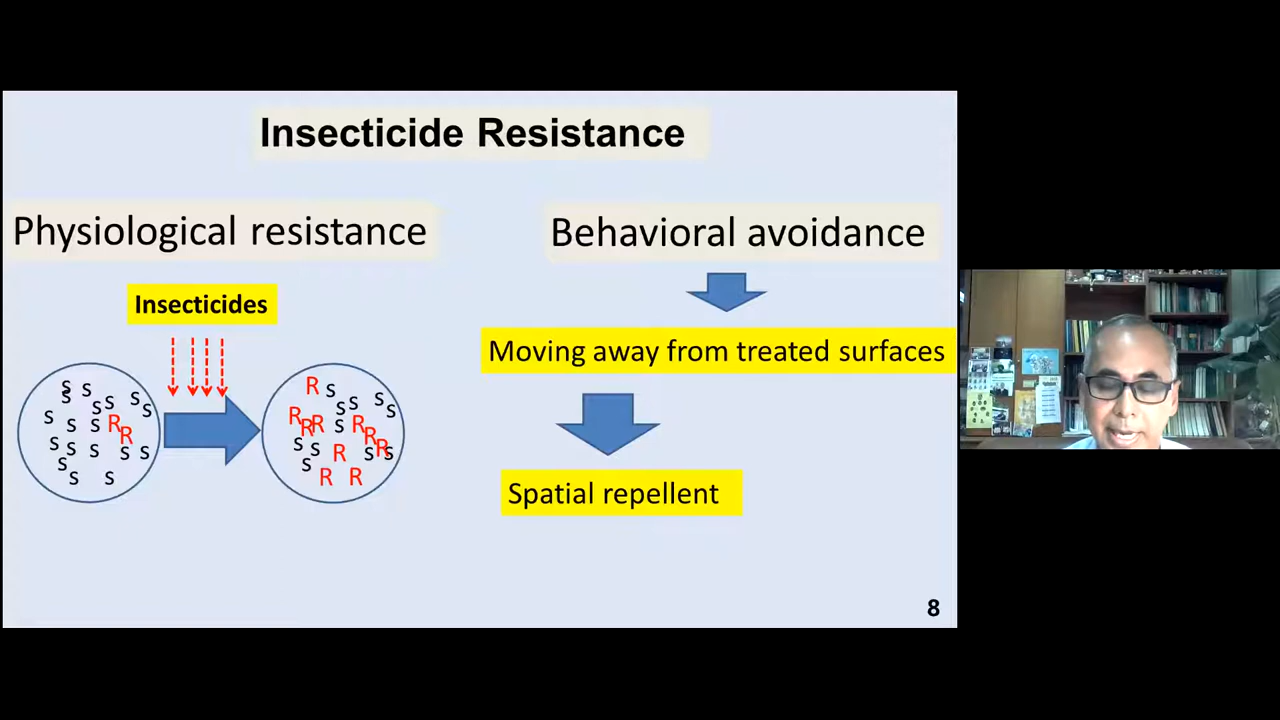 Insecticide Resistance
Physiological resistance
Insecticides
S S S S S S S S S S R R S S S S S S S S S
R S S S S S S R R R S R R R S S R S S S R R
Behavioral avoidance
Moving away from treated surfaces
Spatial repellent
8